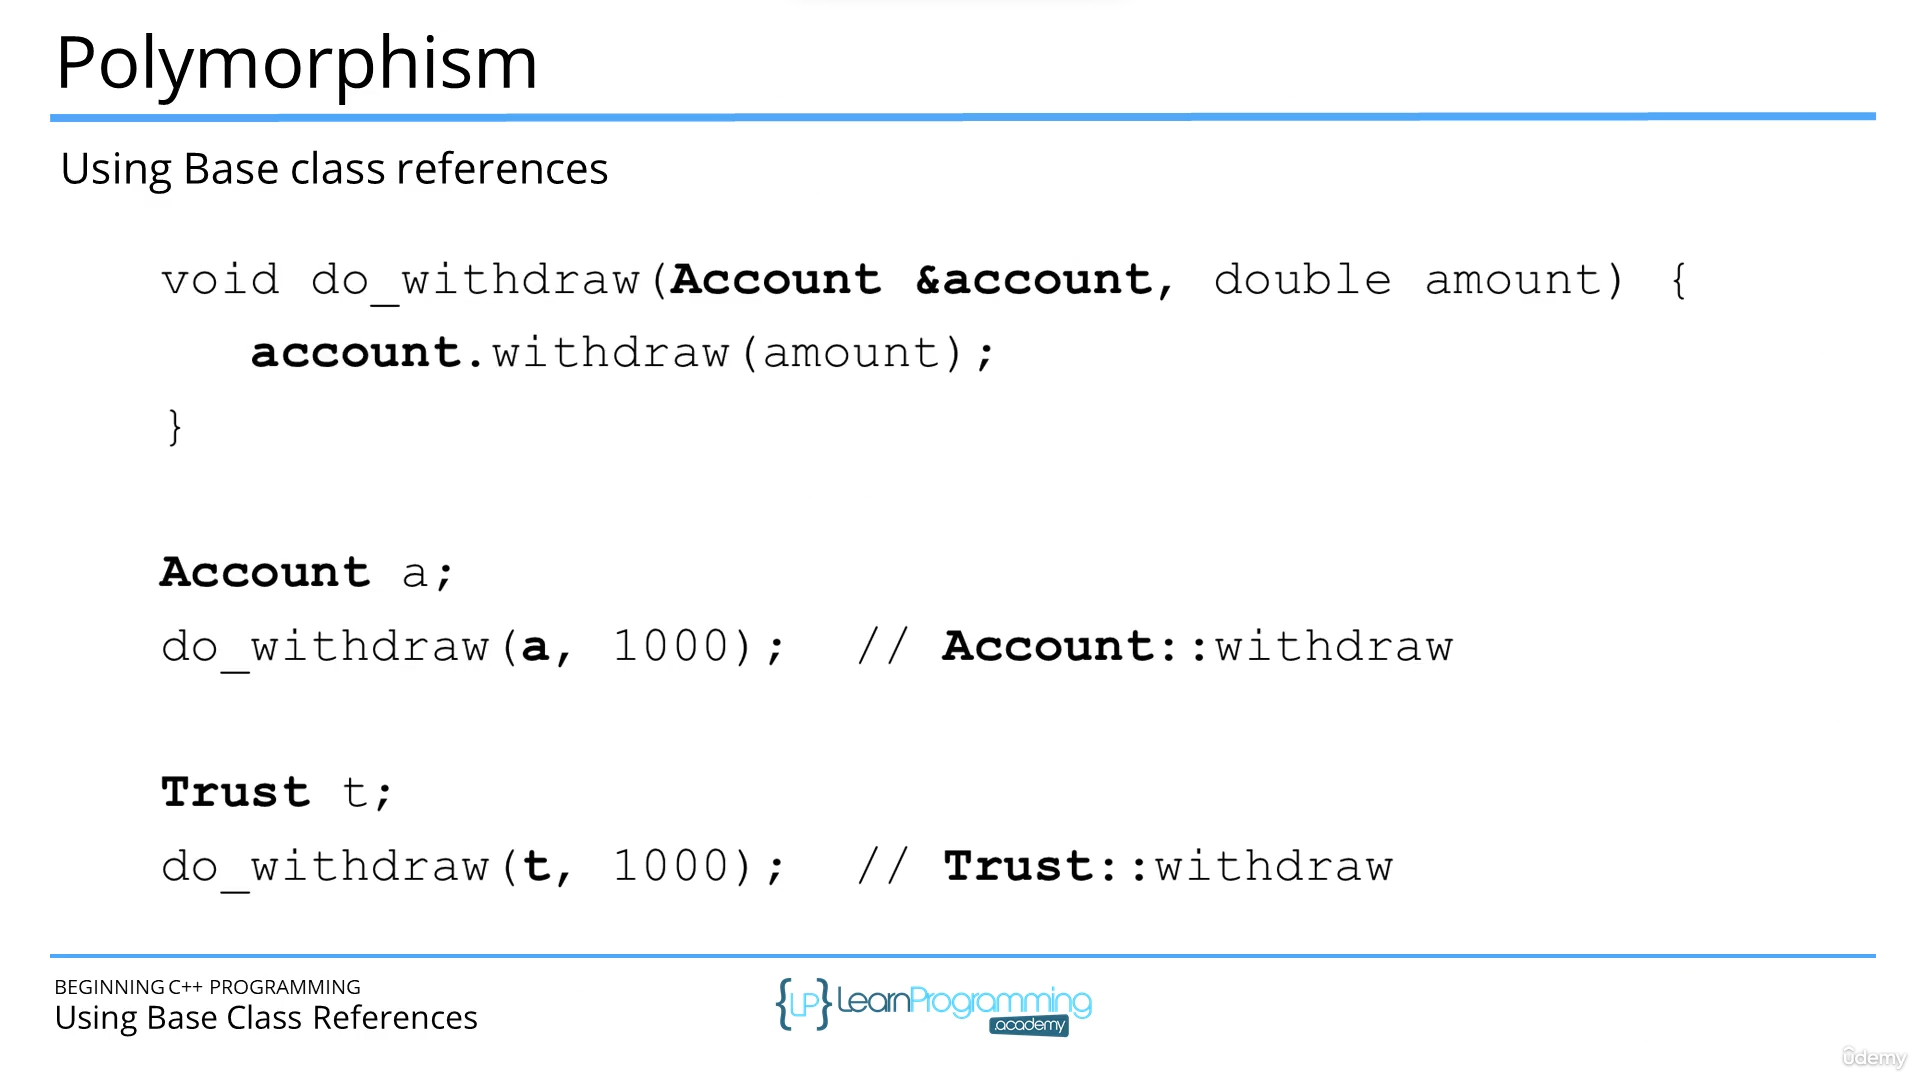 Polymorphism
Using Base class references
void do_withdraw(Account &account, double amount) {
account.withdraw(amount);
}
Account a;
do_withdraw(a, 1000); // Account::withdraw
Trust t;
do_withdraw(t, 1000); // Trust::withdraw
BEGINNING C++ PROGRAMMING
Using Base Class References
{LP} LearnProgramming
academy
ûdemy